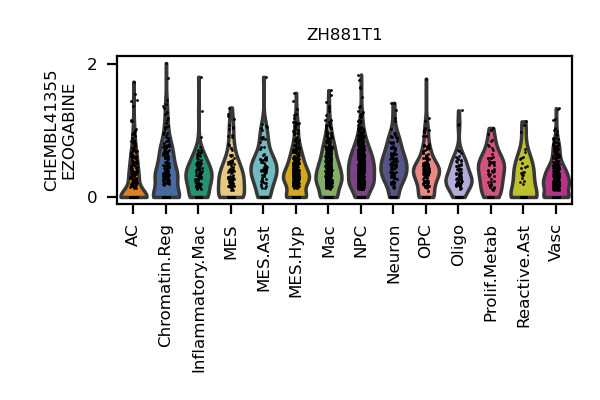 ZH881T1
CHEMBL41355
EZOGABINE
2
0
AC
Chromatin.Reg
Inflammatory.Mac
MES
MES.Ast
MES.Hyp
Mac
NPC
Neuron
OPC
Oligo
Prolif.Metab
Reactive.Ast
Vasc